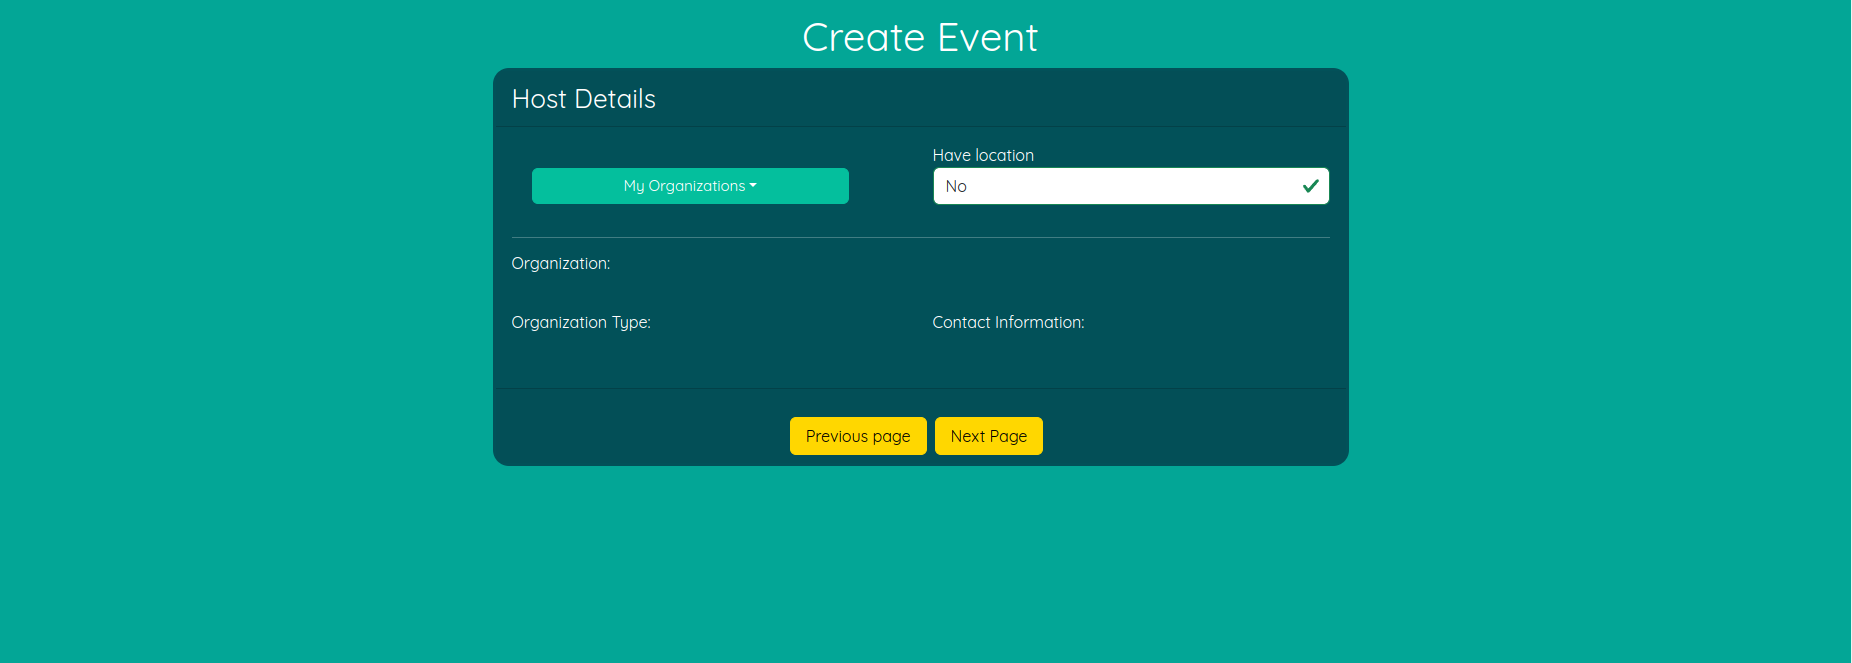 Create Event
Host Details
Have location
My Organizations
No
Organization:
Organization Type:
Contact Information:
Previous page
Next Page